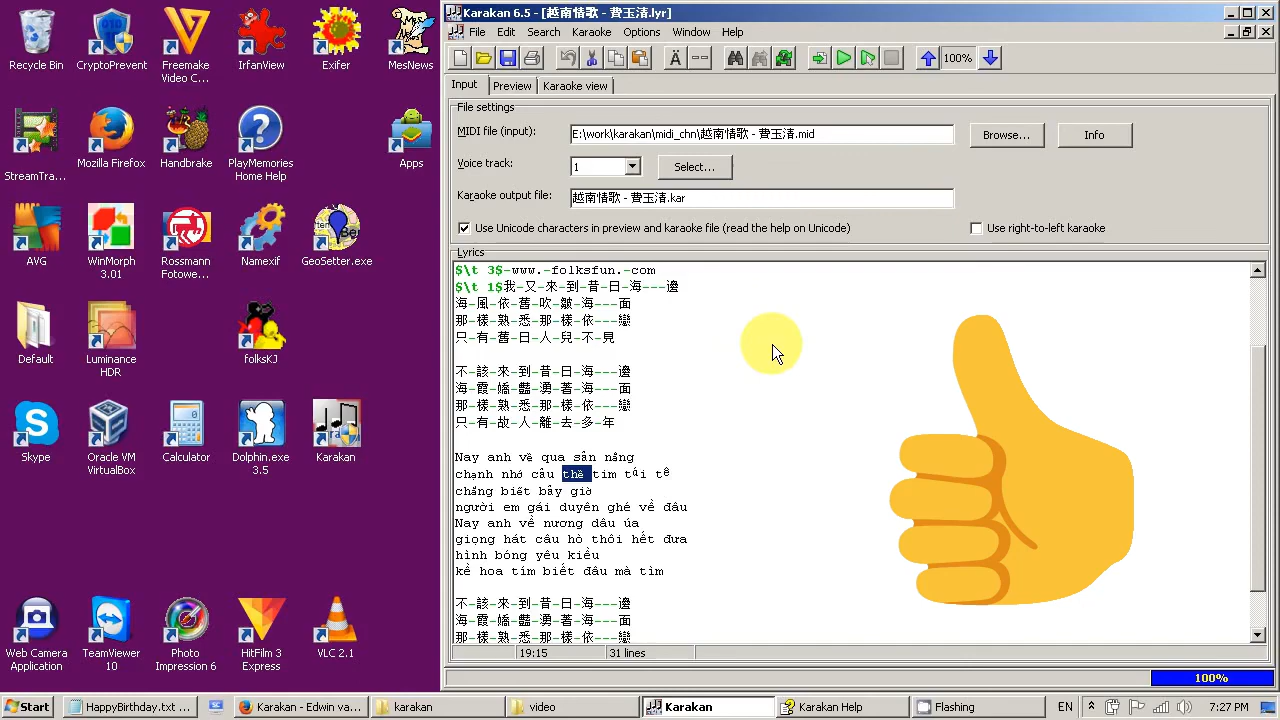 Karakan 6.5 - [越南情歌 - 費玉清.lyr]
File Edit Search Karaoke Options Window Help
100%
Input Preview Karaoke view
File settings
MIDI file (input): E:\work\karakan\midi_chn\越南情歌 - 費玉清.mid Browse... Info
Voice track: 1 Select...
Karaoke output file: 越南情歌 - 費玉清.kar
Use Unicode characters in preview and karaoke file (read the help on Unicode) Use right-to-left karaoke
Lyrics
$\t 3$-www.-folksfun.-com
$\t 1$我-又-來-到-昔-日-海---邊
海-風-依-舊-吹-皺-海---面
那-樣-熟-悉-那-樣-依---戀
只-有-舊-日-人-兒-不-見
不-該-來-到-昔-日-海---邊
海-霞-嬌-豔-湧-著-海---面
那-樣-熟-悉-那-樣-依---戀
只-有-故-人-離-去-多-年
Nay anh về qua sân nắng
chạnh nhớ câu thề tim tái tê
chẳng biết bây giờ
người em gái duyên ghé về đâu
Nay anh về nương dâu úa
giọng hát câu hò thôi hết đưa
hình bóng yêu kiều
kề hoa tím biết đâu mà tìm
不-該-來-到-昔-日-海---邊
海-霞-嬌-豔-湧-著-海---面
那-樣-熟-悉-那-樣-依---戀
19:15 31 lines
100%
Recycle Bin
CryptoPrevent
Freemake Video C...
IrfanView
Exifer
MesNews
StreamTra...
Mozilla Firefox
Handbrake
PlayMemories Home Help
Apps
AVG
WinMorph 3.01
Rossmann Fotowe...
Namexif
GeoSetter.exe
Default
Luminance HDR
folksKJ
Skype
Oracle VM VirtualBox
Calculator
Dolphin.exe 3.5
Karakan
Web Camera Application
TeamViewer 10
Photo Impression 6
HitFilm 3 Express
VLC 2.1
Start HappyBirthday.txt ... Karakan - Edwin va... karakan video Karakan Karakan Help Flashing EN 7:27 PM